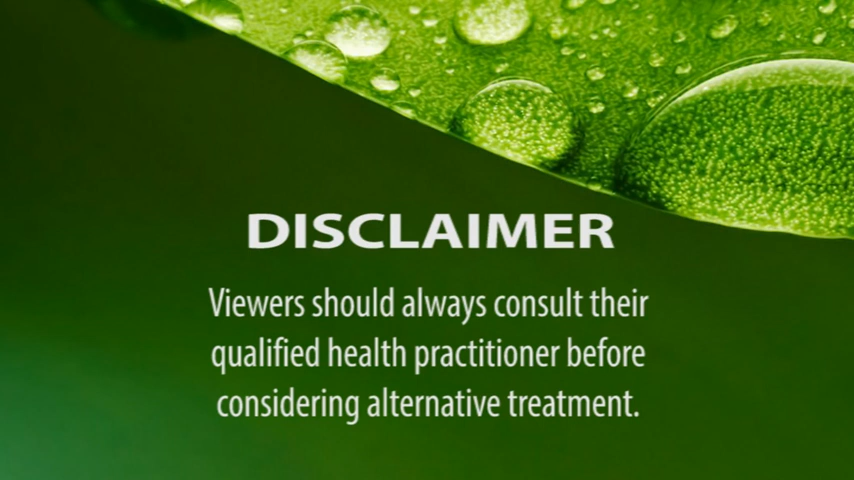 DISCLAIMER
Viewers should always consult their
qualified health practitioner before
considering alternative treatment.